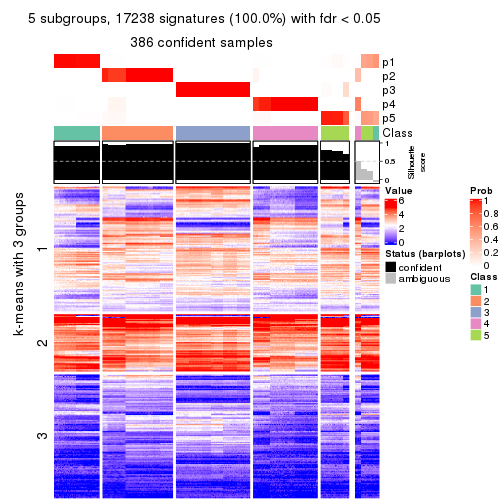 5 subgroups, 17238 signatures (100.0%) with fdr < 0.05
386 confident samples
p1
p2
p3
p4
p5
Class
1
0.5
0
Silhouette
score
k-means with 3 groups
1
2
3
Value
6
4
2
0
Status (barplots)
confident
ambiguous
Prob
1
0.8
0.6
0.4
0.2
0
Class
1
2
3
4
5